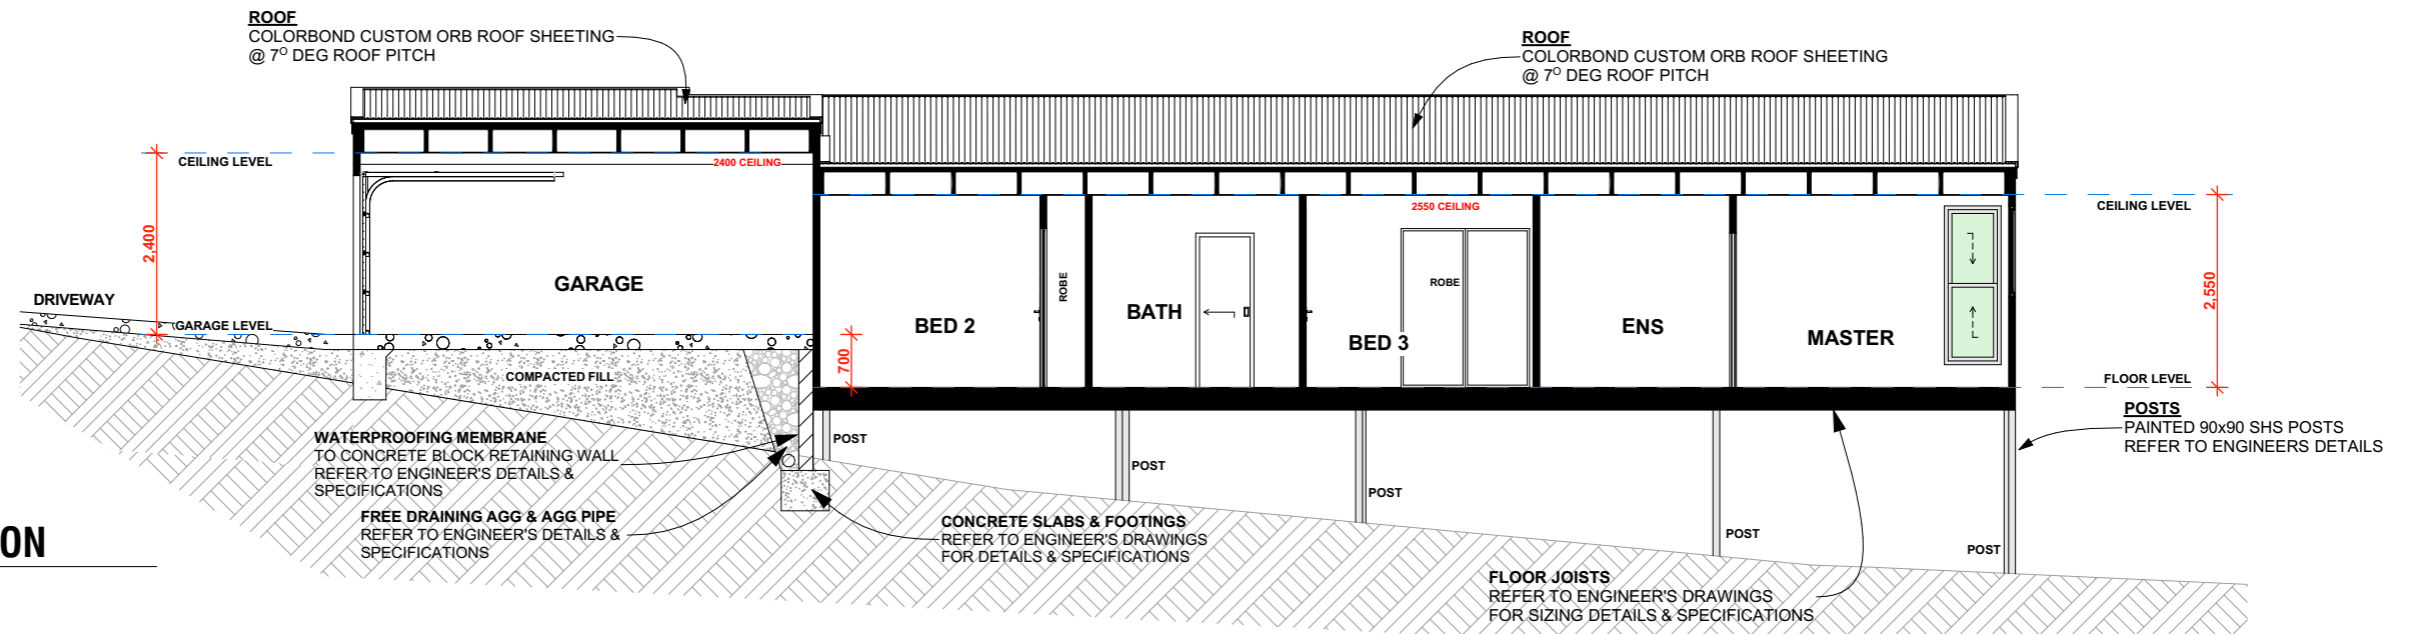 ROOF
COLORBOND CUSTOM ORB ROOF SHEETING
@ 7° DEG ROOF PITCH
ROOF
COLORBOND CUSTOM ORB ROOF SHEETING
@ 7° DEG ROOF PITCH
CEILING LEVEL
2400 CEILING
2550 CEILING
CEILING LEVEL
2,400
GARAGE
DRIVEWAY
GARAGE LEVEL
COMPACTED FILL
700
BED 2
ROBE
BATH
BED 3
ROBE
ENS
MASTER
2,550
FLOOR LEVEL
POSTS
PAINTED 90x90 SHS POSTS
REFER TO ENGINEERS DETAILS
WATERPROOFING MEMBRANE
TO CONCRETE BLOCK RETAINING WALL
REFER TO ENGINEER'S DETAILS &
SPECIFICATIONS
POST
POST
POST
POST
POST
FREE DRAINING AGG & AGG PIPE
REFER TO ENGINEER'S DETAILS &
SPECIFICATIONS
CONCRETE SLABS & FOOTINGS
REFER TO ENGINEER'S DRAWINGS
FOR DETAILS & SPECIFICATIONS
FLOOR JOISTS
REFER TO ENGINEER'S DRAWINGS
FOR SIZING DETAILS & SPECIFICATIONS
ON